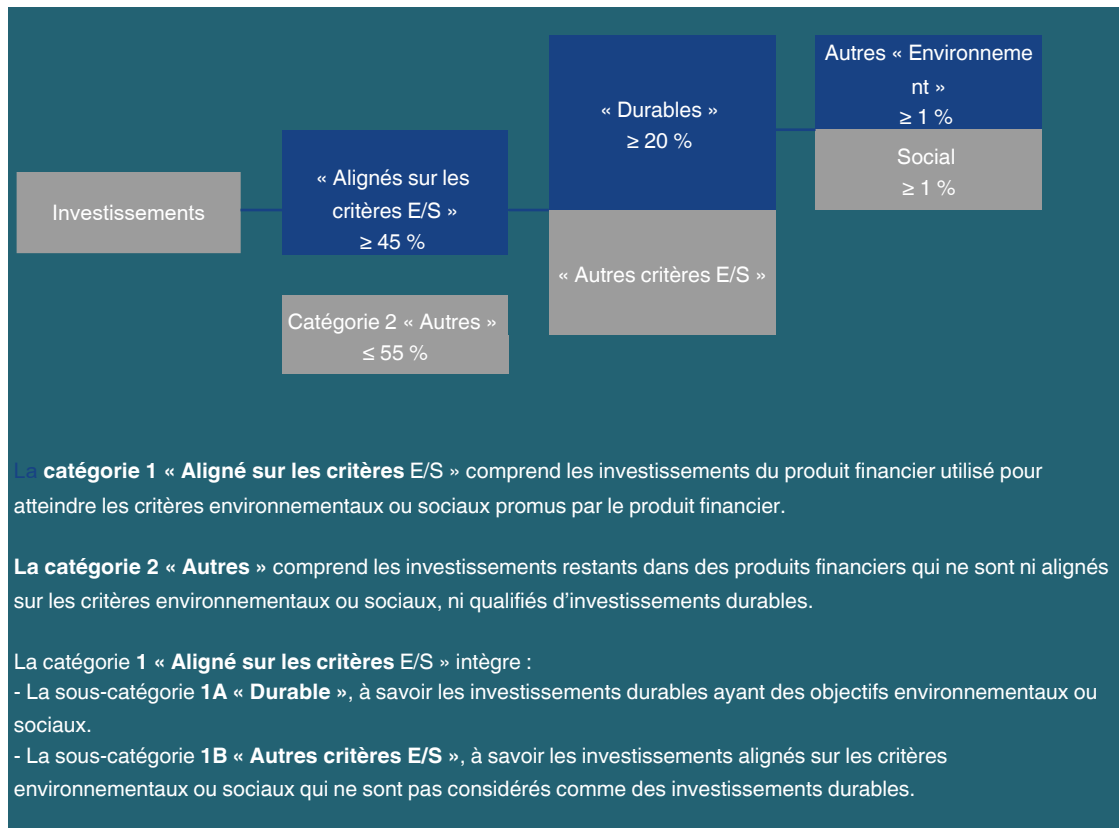 Investissements
« Alignés sur les
critères E/S »
≥ 45 %
Catégorie 2 « Autres »
≤ 55 %
« Durables »
≥ 20 %
« Autres critères E/S »
Autres « Environneme
nt »
≥ 1 %
Social
≥ 1 %
La catégorie 1 « Aligné sur les critères E/S » comprend les investissements du produit financier utilisé pour
atteindre les critères environnementaux ou sociaux promus par le produit financier.
La catégorie 2 « Autres » comprend les investissements restants dans des produits financiers qui ne sont ni alignés
sur les critères environnementaux ou sociaux, ni qualifiés d’investissements durables.
La catégorie 1 « Aligné sur les critères E/S » intègre :
- La sous-catégorie 1A « Durable », à savoir les investissements durables ayant des objectifs environnementaux ou
sociaux.
- La sous-catégorie 1B « Autres critères E/S », à savoir les investissements alignés sur les critères
environnementaux ou sociaux qui ne sont pas considérés comme des investissements durables.